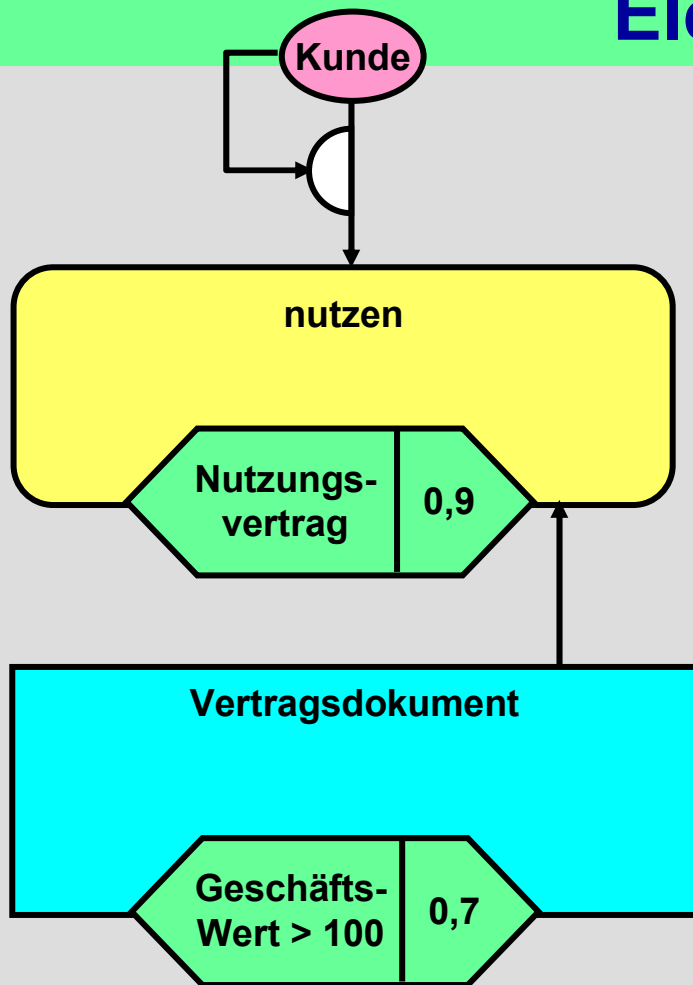 Kunde
nutzen
Nutzungs-
vertrag
0,9
Vertragsdokument
Geschäfts-
Wert > 100
0,7